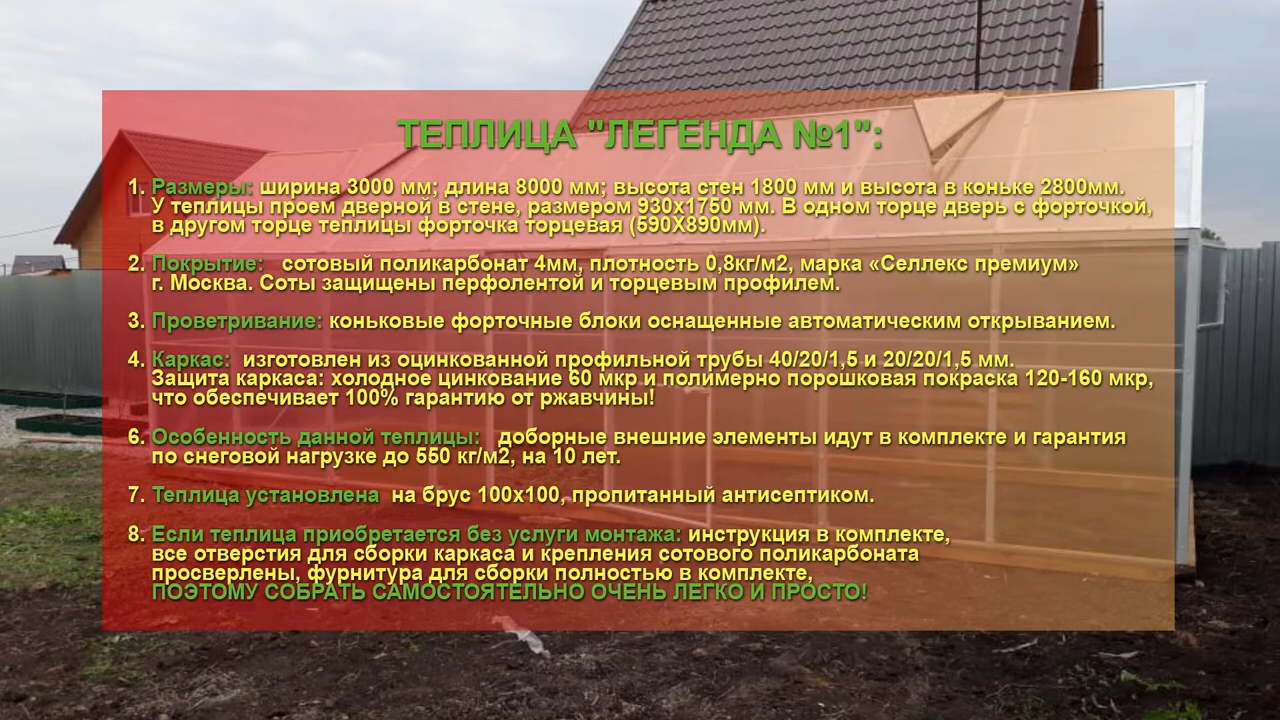 ТЕПЛИЦА "ЛЕГЕНДА №1":
1. Размеры: ширина 3000 мм; длина 8000 мм; высота стен 1800 мм и высота в коньке 2800мм.
У теплицы проем дверной в стене, размером 930х1750 мм. В одном торце дверь с форточкой,
в другом торце теплицы форточка торцевая (590Х890мм).
2. Покрытие: сотовый поликарбонат 4мм, плотность 0,8кг/м2, марка «Селлекс премиум»
г. Москва. Соты защищены перфолентой и торцевым профилем.
3. Проветривание: коньковые форточные блоки оснащенные автоматическим открыванием.
4. Каркас: изготовлен из оцинкованной профильной трубы 40/20/1,5 и 20/20/1,5 мм.
Защита каркаса: холодное цинкование 60 мкр и полимерно порошковая покраска 120-160 мкр,
что обеспечивает 100% гарантию от ржавчины!
6. Особенность данной теплицы: доборные внешние элементы идут в комплекте и гарантия
по снеговой нагрузке до 550 кг/м2, на 10 лет.
7. Теплица установлена на брус 100х100, пропитанный антисептиком.
8. Если теплица приобретается без услуги монтажа: инструкция в комплекте,
все отверстия для сборки каркаса и крепления сотового поликарбоната
просверлены, фурнитура для сборки полностью в комплекте,
ПОЭТОМУ СОБРАТЬ САМОСТОЯТЕЛЬНО ОЧЕНЬ ЛЕГКО И ПРОСТО!